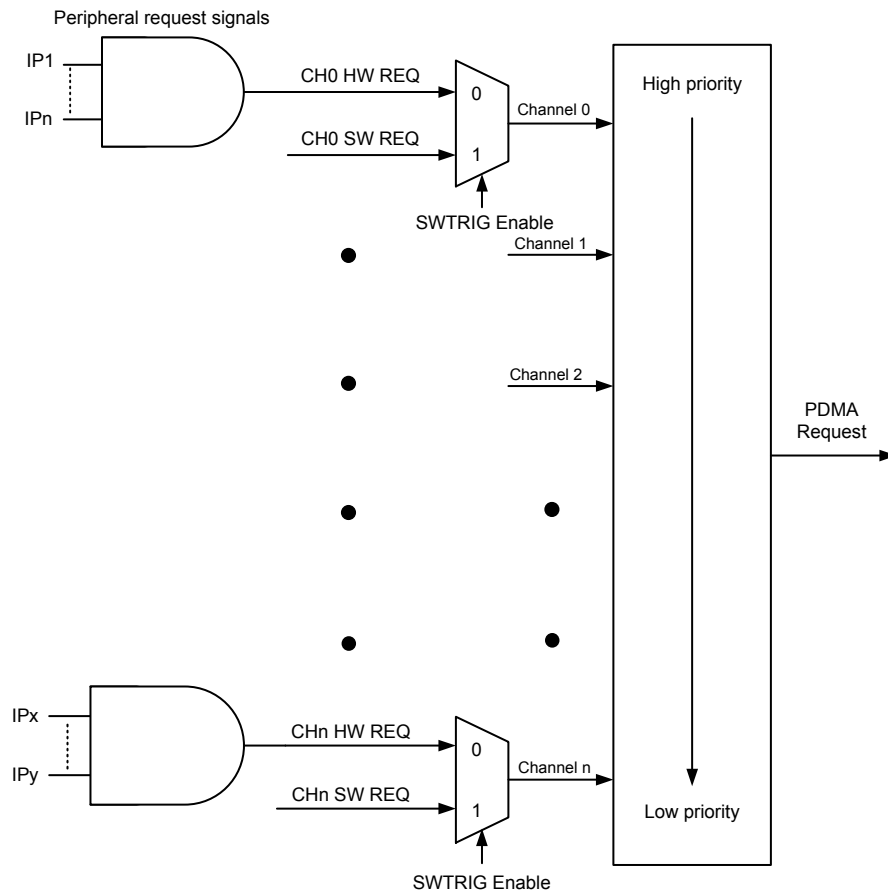 Peripheral request signals
IP1
IPn
CH0 HW REQ
CH0 SW REQ
0
1
SWTRIG Enable
Channel 0
High priority
Channel 1
Channel 2
PDMA
Request
IPx
IPy
CHn HW REQ
CHn SW REQ
0
1
SWTRIG Enable
Channel n
Low priority